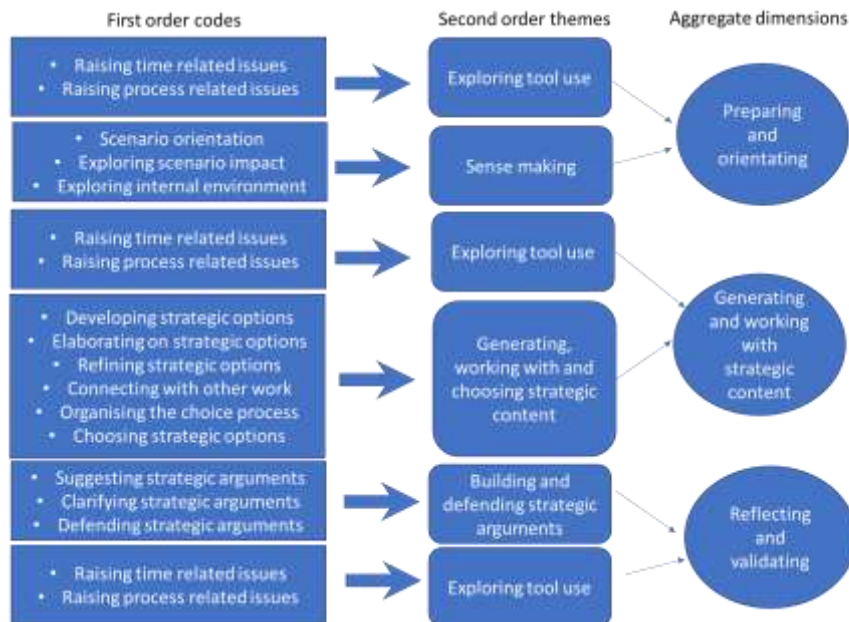 First order codes
Second order themes
Aggregate dimensions
• Raising time related issues
• Raising process related issues
Exploring tool use
Preparing
and
orientating
• Scenario orientation
• Exploring scenario impact
• Exploring internal environment
Sense making
• Raising time related issues
• Raising process related issues
Exploring tool use
Generating
and working
with
strategic
content
• Developing strategic options
• Elaborating on strategic options
• Refining strategic options
• Connecting with other work
• Organising the choice process
• Choosing strategic options
Generating,
working with and
choosing strategic
content
• Suggesting strategic arguments
• Clarifying strategic arguments
• Defending strategic arguments
Building and
defending strategic
arguments
Reflecting
and
validating
• Raising time related issues
• Raising process related issues
Exploring tool use